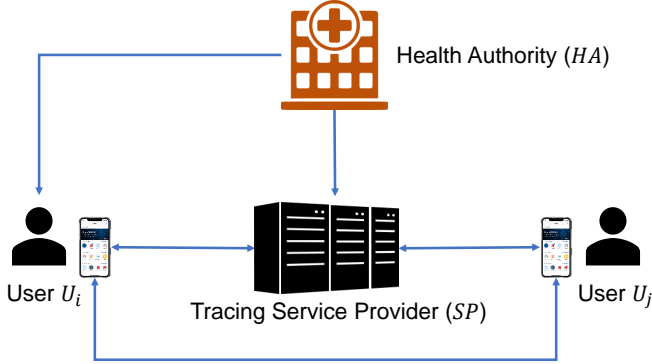 Health Authority (HA)
User U_i
Tracing Service Provider (SP)
User U_j